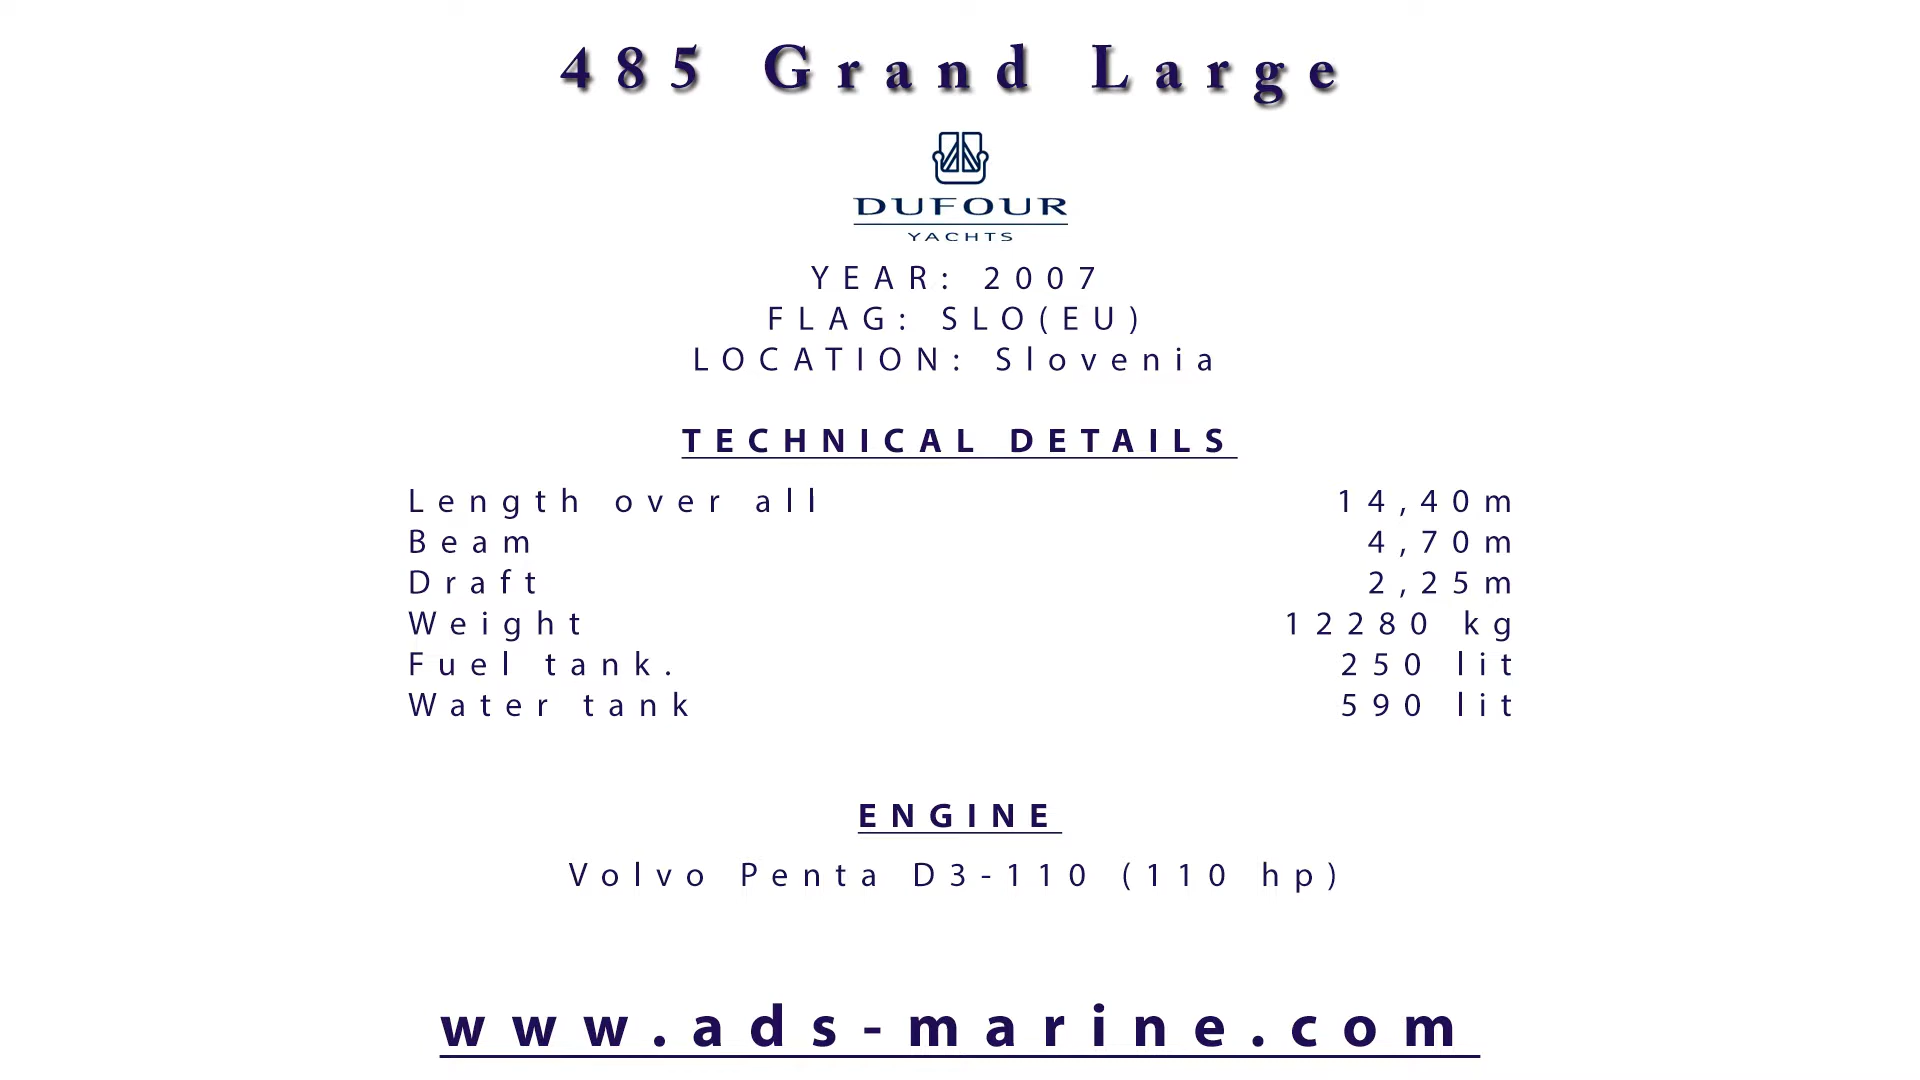 485 Grand Large
DUFOUR
YACHTS
YEAR: 2007
FLAG: SLO(EU)
LOCATION: Slovenia
TECHNICAL DETAILS
Length over all 14,40m
Beam 4,70m
Draft 2,25m
Weight 12280 kg
Fuel tank. 250 lit
Water tank 590 lit
ENGINE
Volvo Penta D3-110 (110 hp)
www.ads-marine.com